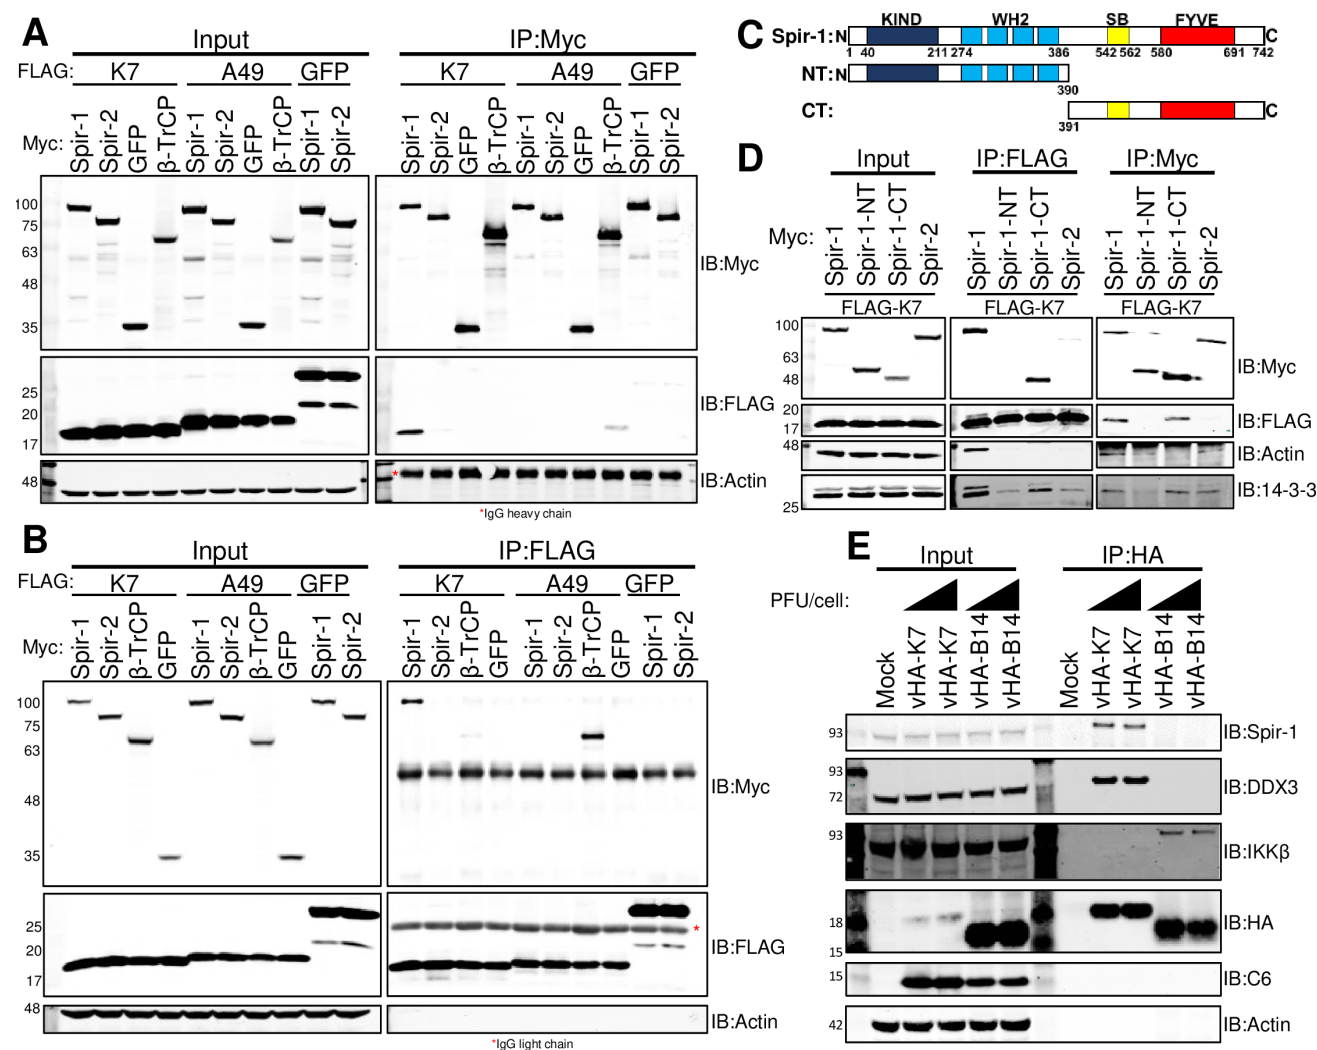 A
Input
IP:Myc
FLAG: K7 A49 GFP K7 A49 GFP
Myc: Spir-1 Spir-2 GFP β-TrCP Spir-1 Spir-2 GFP β-TrCP Spir-1 Spir-2 Spir-1 Spir-2 GFP β-TrCP Spir-1 Spir-2 GFP β-TrCP Spir-1 Spir-2
100
75
63
48
35
IB:Myc
25
20
17
IB:FLAG
48
*
IB:Actin
*IgG heavy chain
B
Input
IP:FLAG
FLAG: K7 A49 GFP K7 A49 GFP
Myc: Spir-1 Spir-2 β-TrCP GFP Spir-1 Spir-2 β-TrCP GFP Spir-1 Spir-2 Spir-1 Spir-2 β-TrCP GFP Spir-1 Spir-2 β-TrCP GFP Spir-1 Spir-2
100
75
63
48
35
IB:Myc
25
20
17
*
IB:FLAG
48
IB:Actin
*IgG light chain
C
KIND WH2 SB FYVE
Spir-1: N C
1 40 211 274 386 542 562 580 691 742
NT: N
390
CT: C
391
D
Input IP:FLAG IP:Myc
Myc: Spir-1 Spir-1-NT Spir-1-CT Spir-2 Spir-1 Spir-1-NT Spir-1-CT Spir-2 Spir-1 Spir-1-NT Spir-1-CT Spir-2
FLAG-K7 FLAG-K7 FLAG-K7
100
63
48
IB:Myc
20
17
IB:FLAG
48
IB:Actin
25
IB:14-3-3
E
Input IP:HA
PFU/cell:
Mock vHA-K7 vHA-K7 vHA-B14 vHA-B14 Mock vHA-K7 vHA-K7 vHA-B14 vHA-B14
93
IB:Spir-1
93
72
IB:DDX3
93
IB:IKKβ
18
15
IB:HA
15
IB:C6
42
IB:Actin